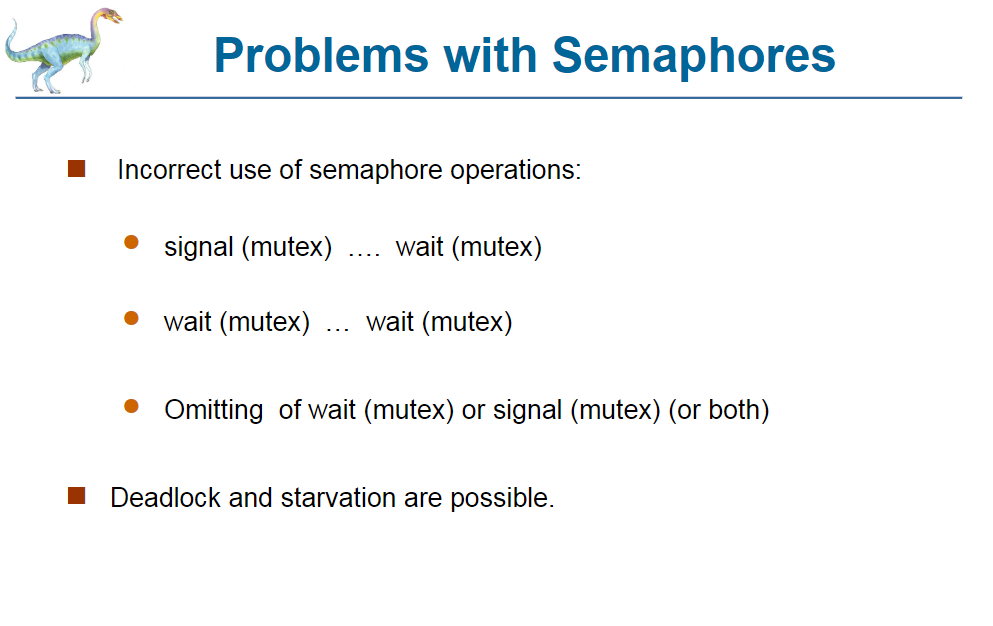 Problems with Semaphores
Incorrect use of semaphore operations:
signal (mutex) .... wait (mutex)
wait (mutex) ... wait (mutex)
Omitting of wait (mutex) or signal (mutex) (or both)
Deadlock and starvation are possible.